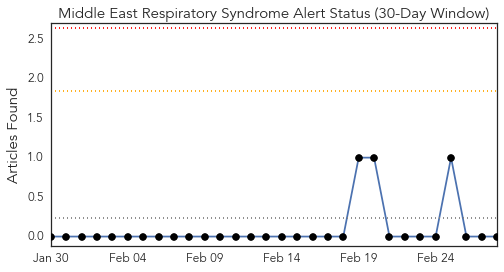 Middle East Respiratory Syndrome Alert Status (30-Day Window)
Articles Found
2.5
2.0
1.5
1.0
0.5
0.0
Jan 30 Feb 04 Feb 09 Feb 14 Feb 19 Feb 24